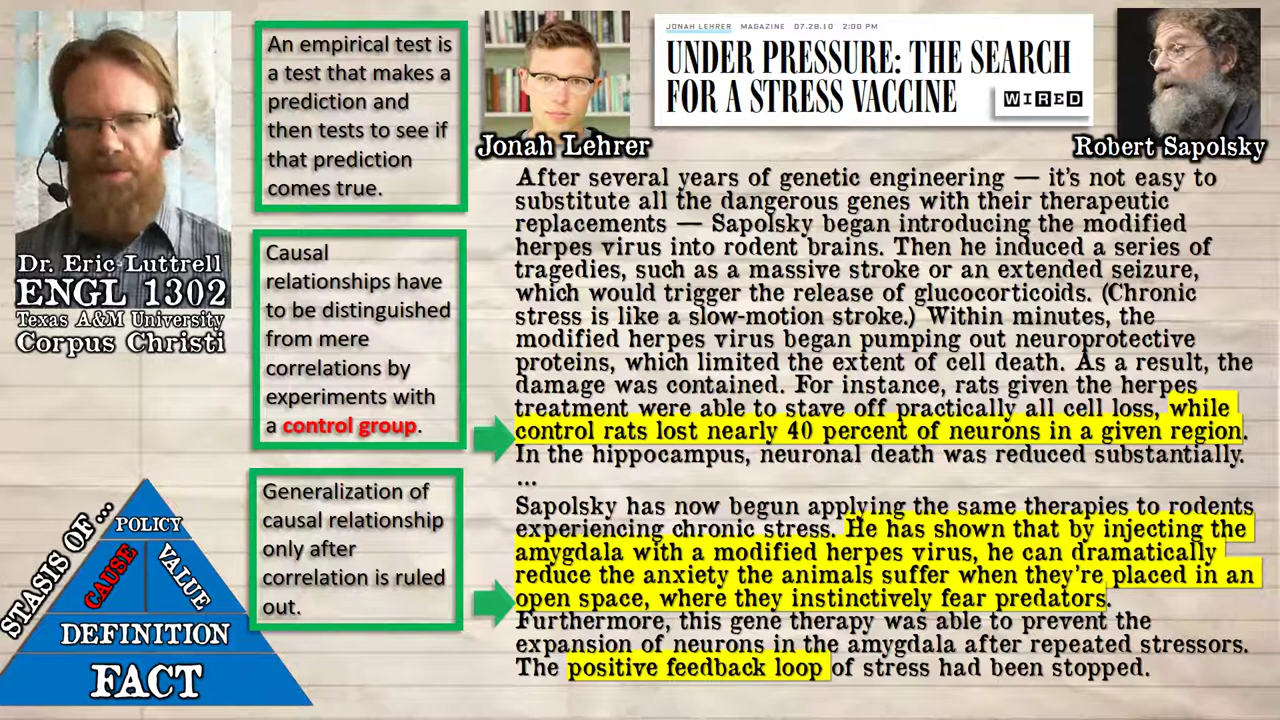 An empirical test is
a test that makes a
prediction and
then tests to see if
that prediction
comes true.
JONAH LEHRER MAGAZINE 07.28.10 2:00 PM
UNDER PRESSURE: THE SEARCH
FOR A STRESS VACCINE
WIRED
Jonah Lehrer
Robert Sapolsky
Dr. Eric Luttrell
ENGL 1302
Texas A&M University
Corpus Christi
Causal
relationships have
to be distinguished
from mere
correlations by
experiments with
a control group.
Generalization of
causal relationship
only after
correlation is ruled
out.
After several years of genetic engineering — it's not easy to
substitute all the dangerous genes with their therapeutic
replacements — Sapolsky began introducing the modified
herpes virus into rodent brains. Then he induced a series of
tragedies, such as a massive stroke or an extended seizure,
which would trigger the release of glucocorticoids. (Chronic
stress is like a slow-motion stroke.) Within minutes, the
modified herpes virus began pumping out neuroprotective
proteins, which limited the extent of cell death. As a result, the
damage was contained. For instance, rats given the herpes
treatment were able to stave off practically all cell loss, while
control rats lost nearly 40 percent of neurons in a given region.
In the hippocampus, neuronal death was reduced substantially.
...
Sapolsky has now begun applying the same therapies to rodents
experiencing chronic stress. He has shown that by injecting the
amygdala with a modified herpes virus, he can dramatically
reduce the anxiety the animals suffer when they're placed in an
open space, where they instinctively fear predators.
Furthermore, this gene therapy was able to prevent the
expansion of neurons in the amygdala after repeated stressors.
The positive feedback loop of stress had been stopped.
STASIS OF ...
POLICY
CAUSE
VALUE
DEFINITION
FACT